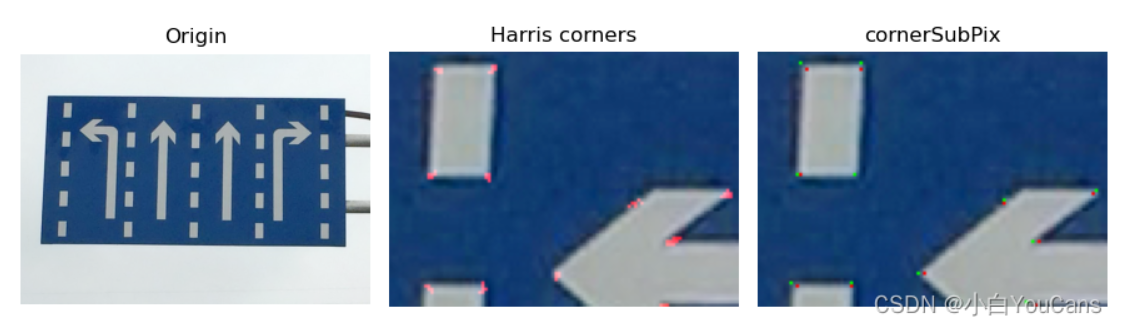 Origin
Harris corners
cornerSubPix
CSDN @小白YouCans